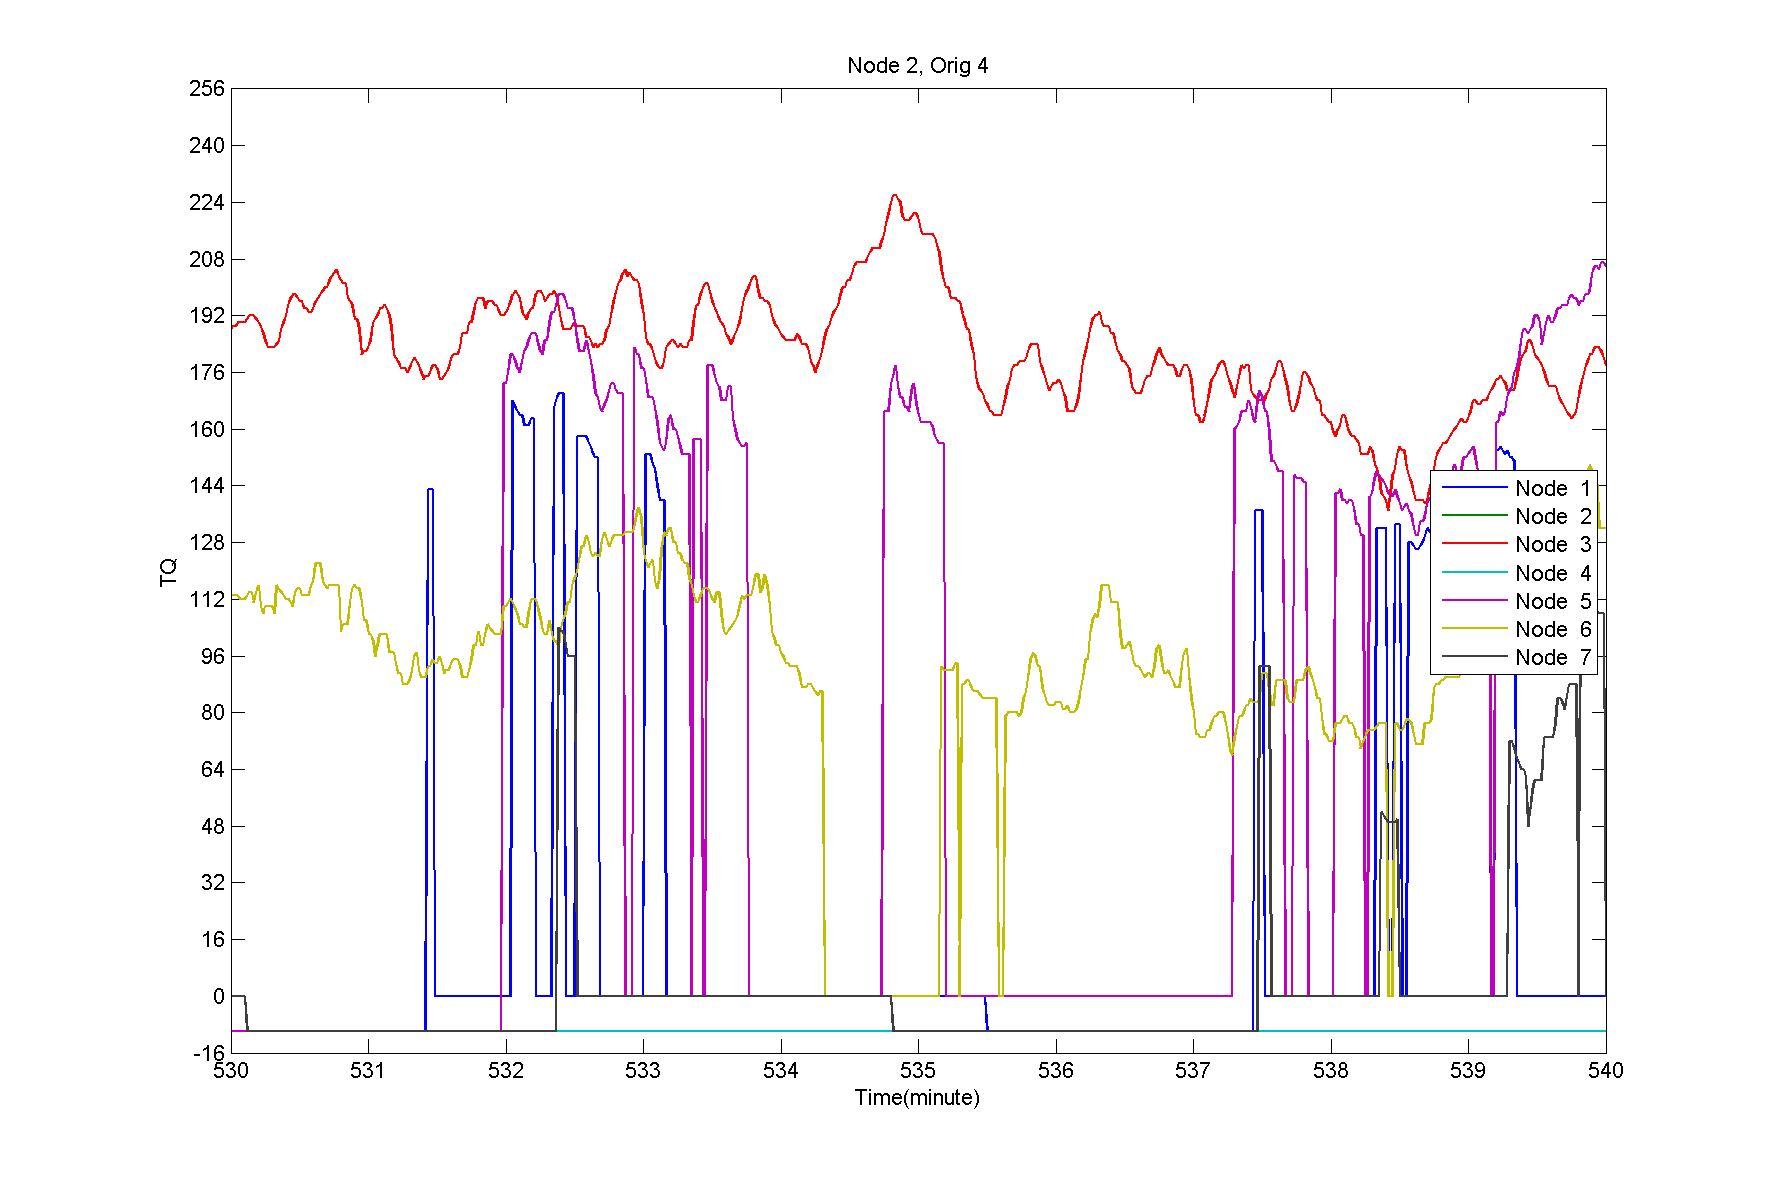 Node 2, Orig 4
256
240
224
208
192
176
160
144
128
112
96
80
64
48
32
16
0
-16
TQ
Node 1
Node 2
Node 3
Node 4
Node 5
Node 6
Node 7
530 531 532 533 534 535 536 537 538 539 540
Time(minute)